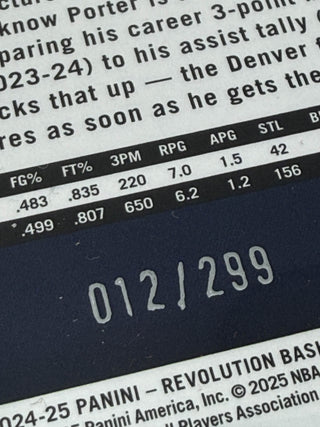 know Porter is
paring his career 3-point
023-24) to his assist tally
cks that up — the Denver
res as soon as he gets the
FG% FT% 3PM RPG APG STL
.483 .835 220 7.0 1.5 42
.499 .807 650 6.2 1.2 156
012/299
024-25 PANINI – REVOLUTION BASK
Panini America, Inc. © 2025 NBA
Players Association